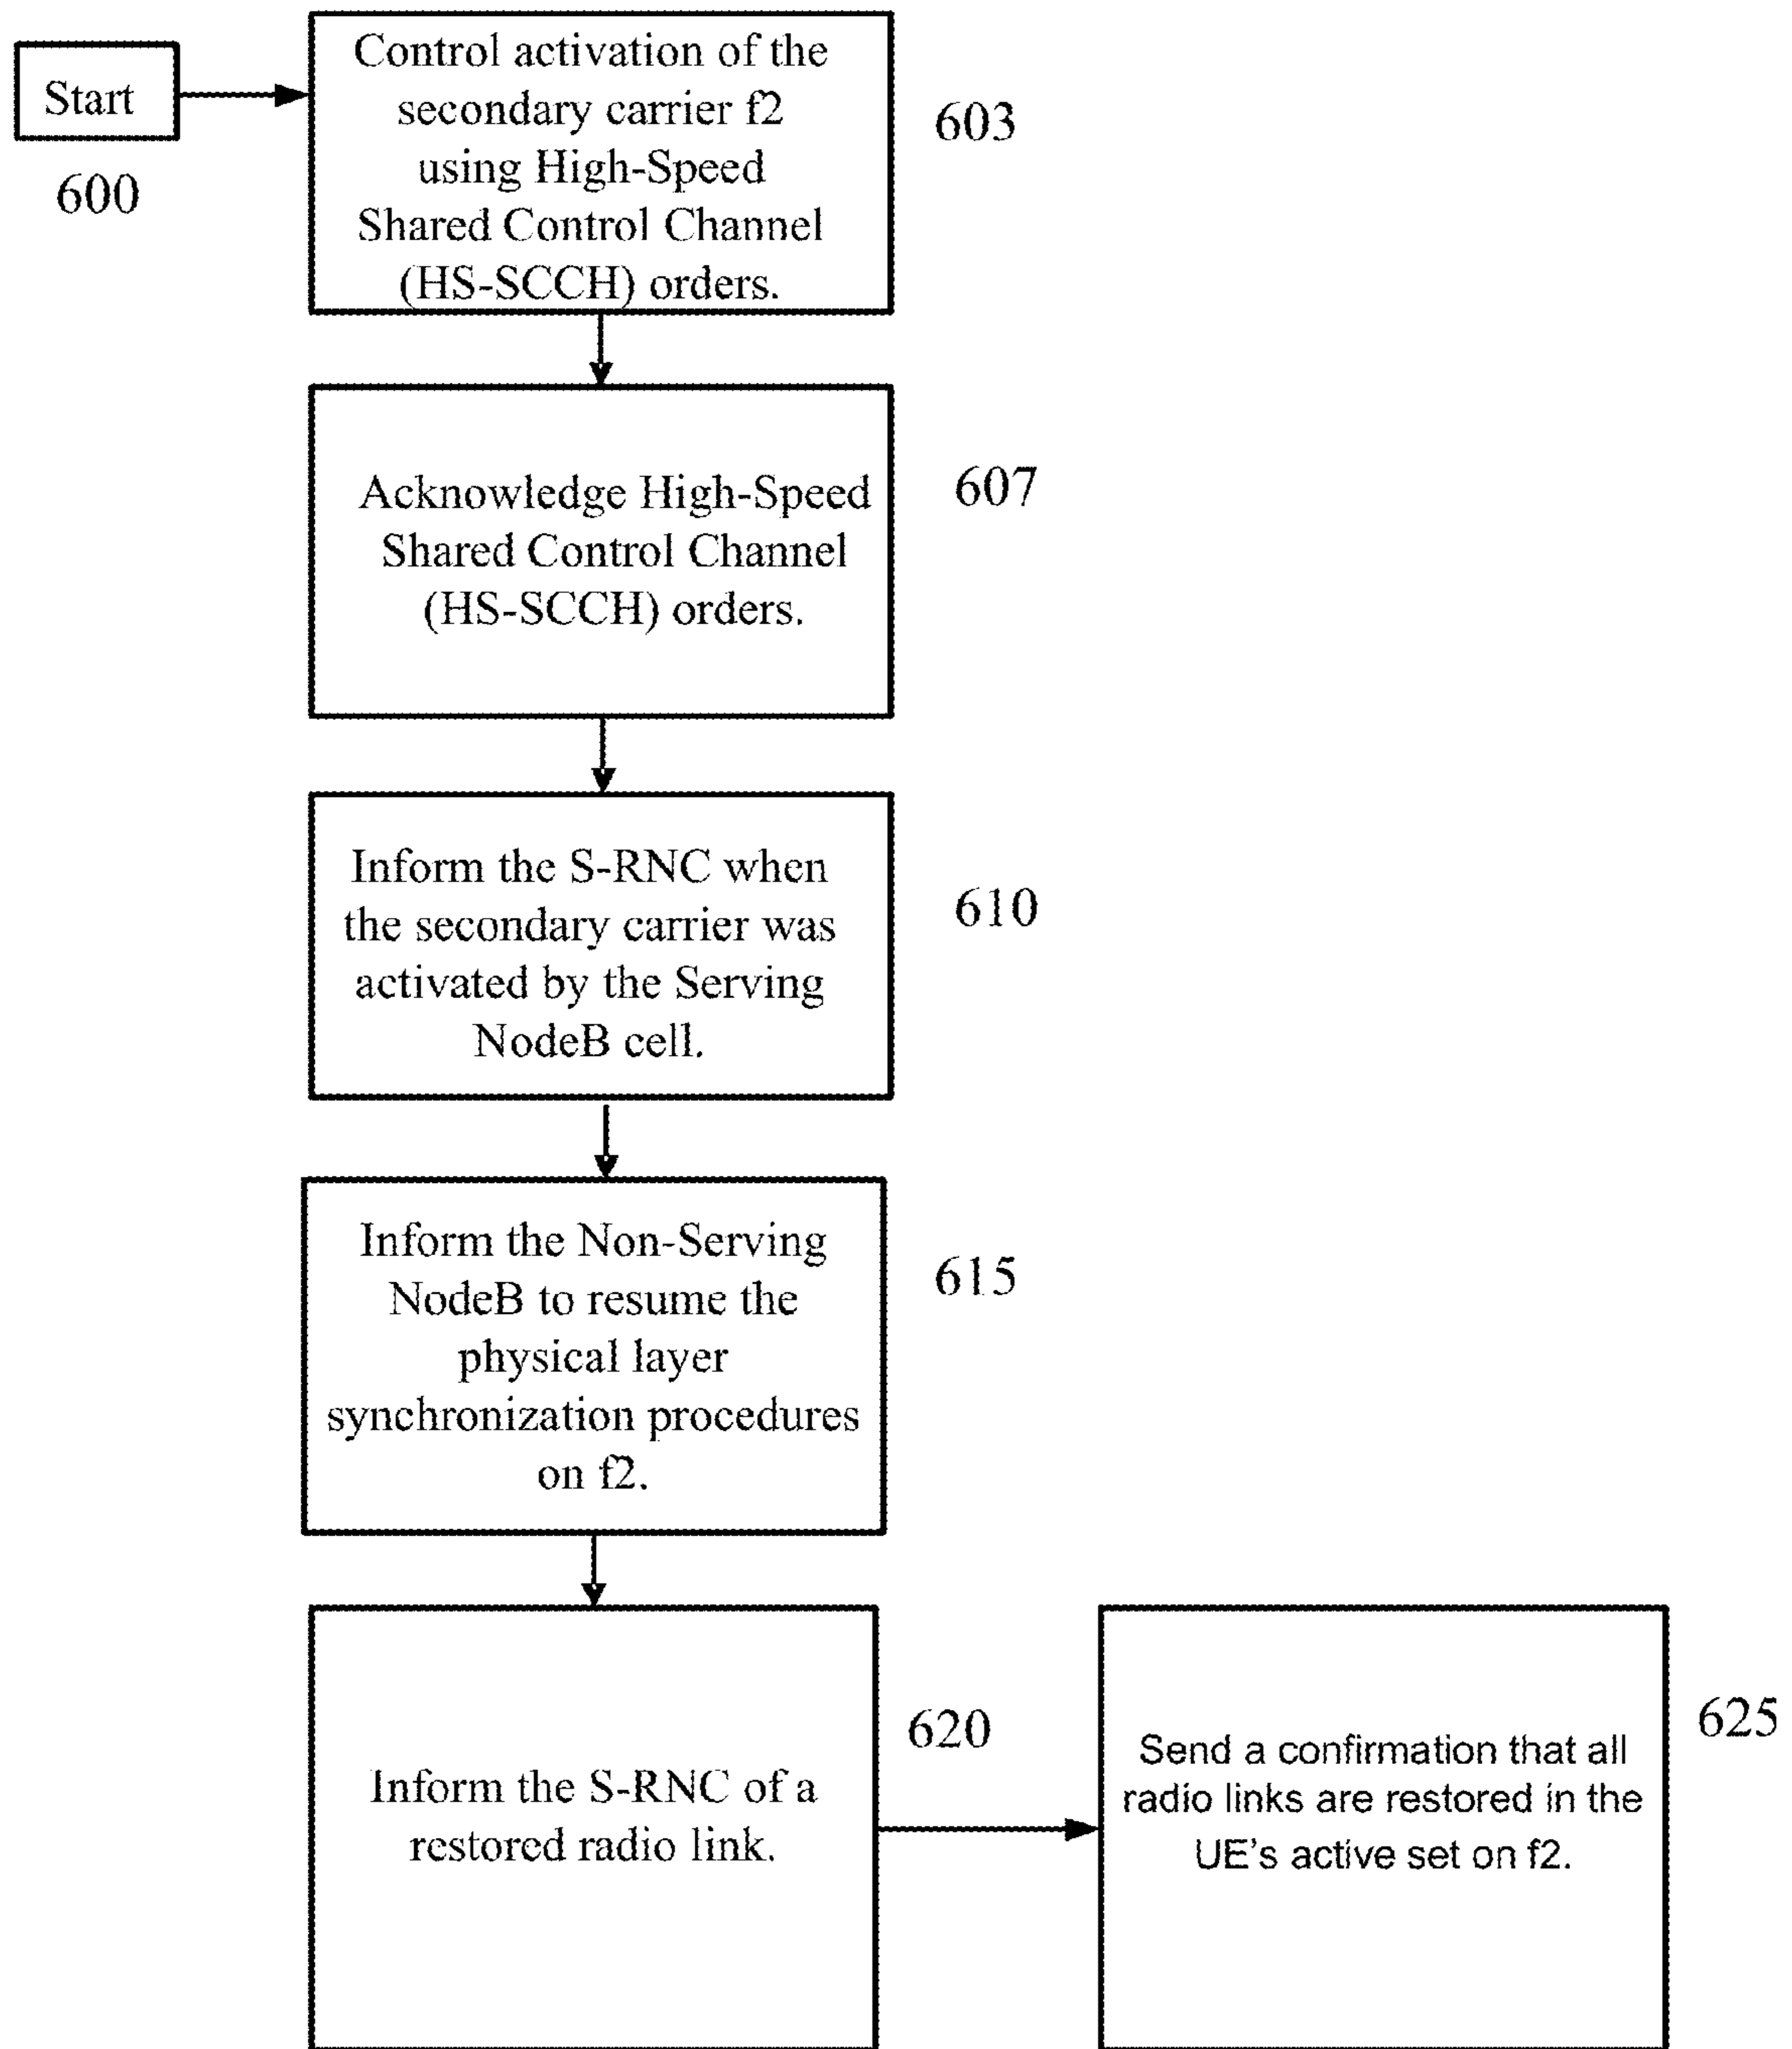 Start
600
Control activation of the
secondary carrier f2
using High-Speed
Shared Control Channel
(HS-SCCH) orders.
603
Acknowledge High-Speed
Shared Control Channel
(HS-SCCH) orders.
607
Inform the S-RNC when
the secondary carrier was
activated by the Serving
NodeB cell.
610
Inform the Non-Serving
NodeB to resume the
physical layer
synchronization procedures
on f2.
615
Inform the S-RNC of a
restored radio link.
620
Send a confirmation that all
radio links are restored in the
UE's active set on f2.
625